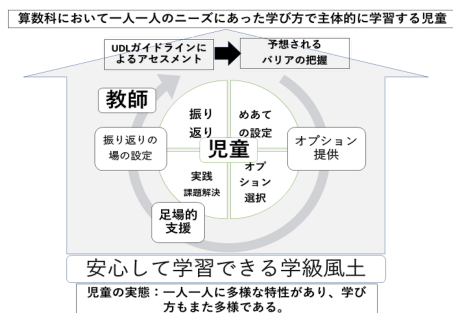 算数科において一人一人のニーズにあった学び方で主体的に学習する児童
UDLガイドラインに
よるアセスメント
予想される
バリアの把握
教師
振り
返り
めあて
の設定
児童
振り返りの
場の設定
オプション
提供
実践
課題解決
オプ
ション
選択
足場的
支援
安心して学習できる学級風土
児童の実態：一人一人に多様な特性があり、学び
方もまた多様である。